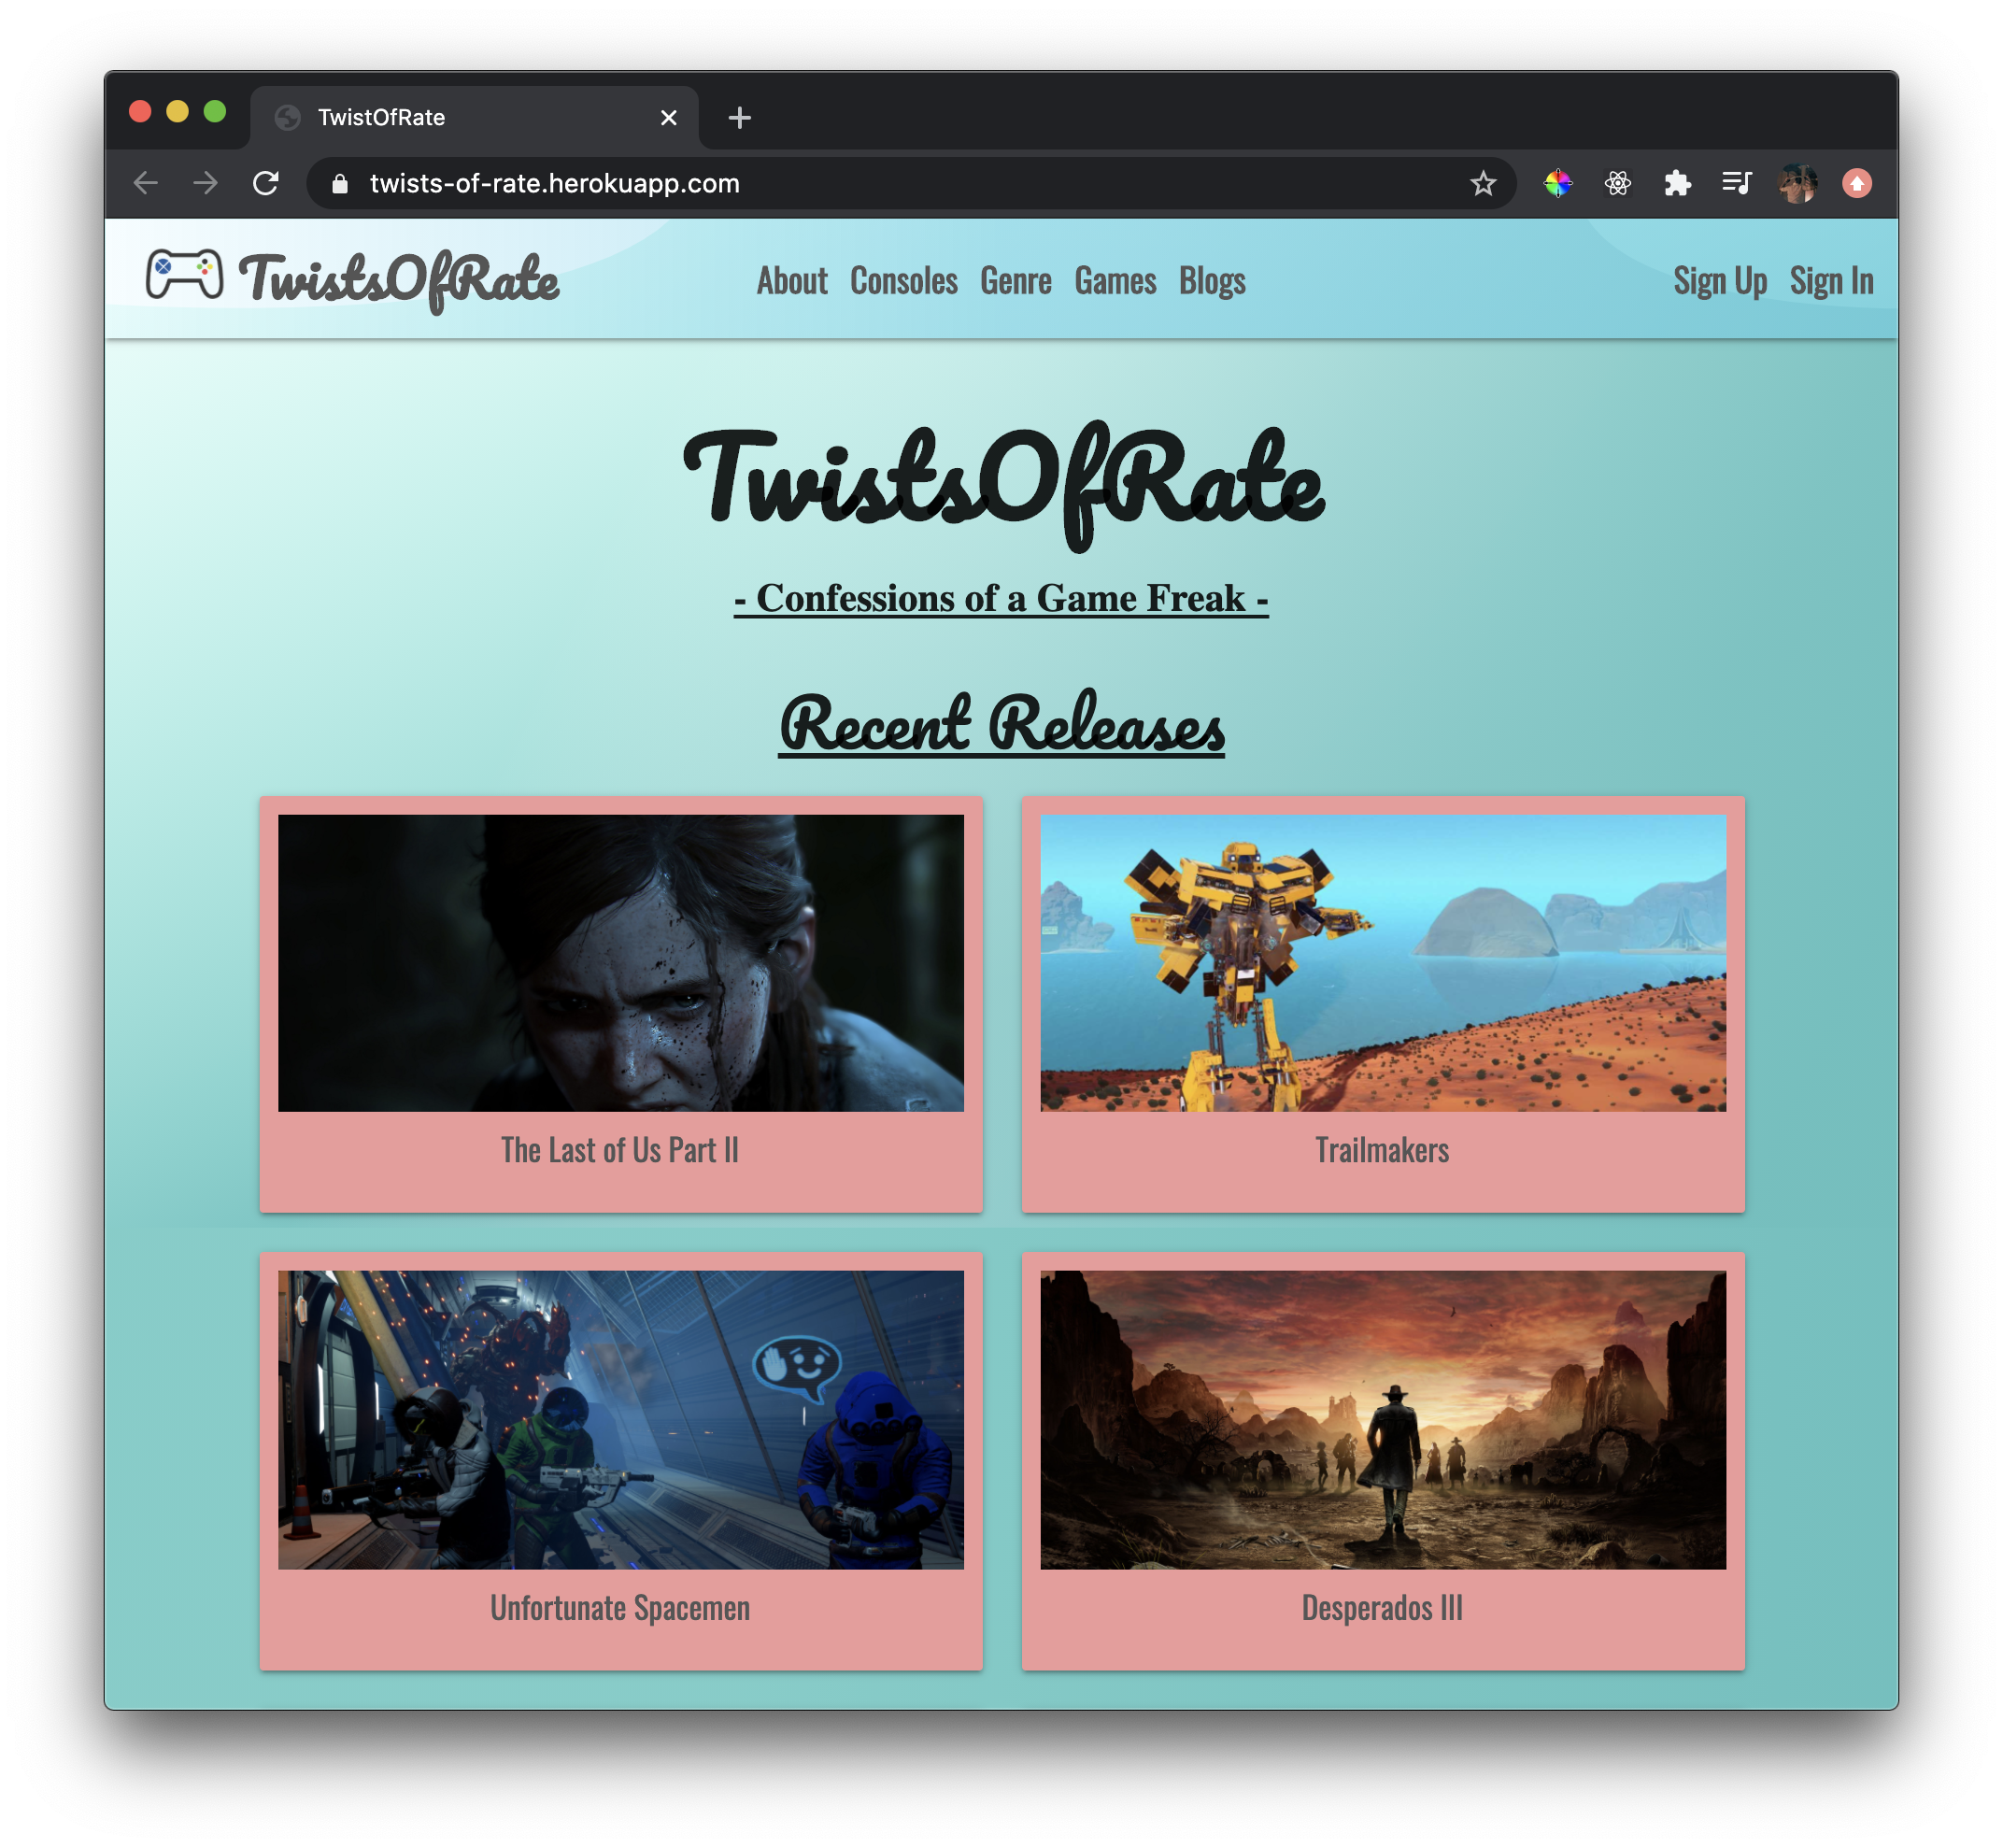 TwistOfRate
twists-of-rate.herokuapp.com
TwistsOfRate About Consoles Genre Games Blogs Sign Up Sign In
TwistsOfRate
- Confessions of a Game Freak -
Recent Releases
The Last of Us Part II
Trailmakers
Unfortunate Spacemen
Desperados III